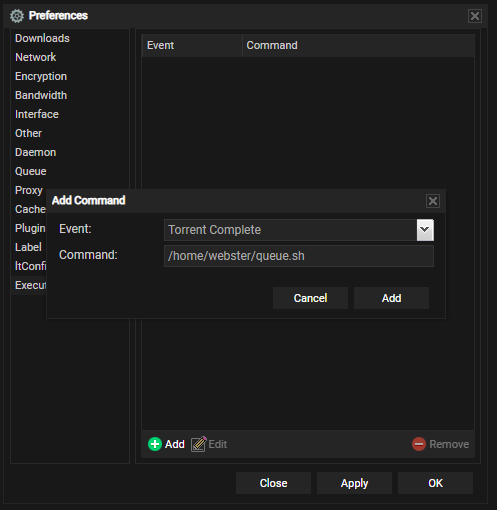 Preferences
Downloads
Network
Encryption
Bandwidth
Interface
Other
Daemon
Queue
Proxy
Cache
Plugin
Label
ltConfi
Execut
Event
Command
Add Command
Event:
Torrent Complete
Command:
/home/webster/queue.sh
Cancel
Add
Add
Edit
Remove
Close
Apply
OK